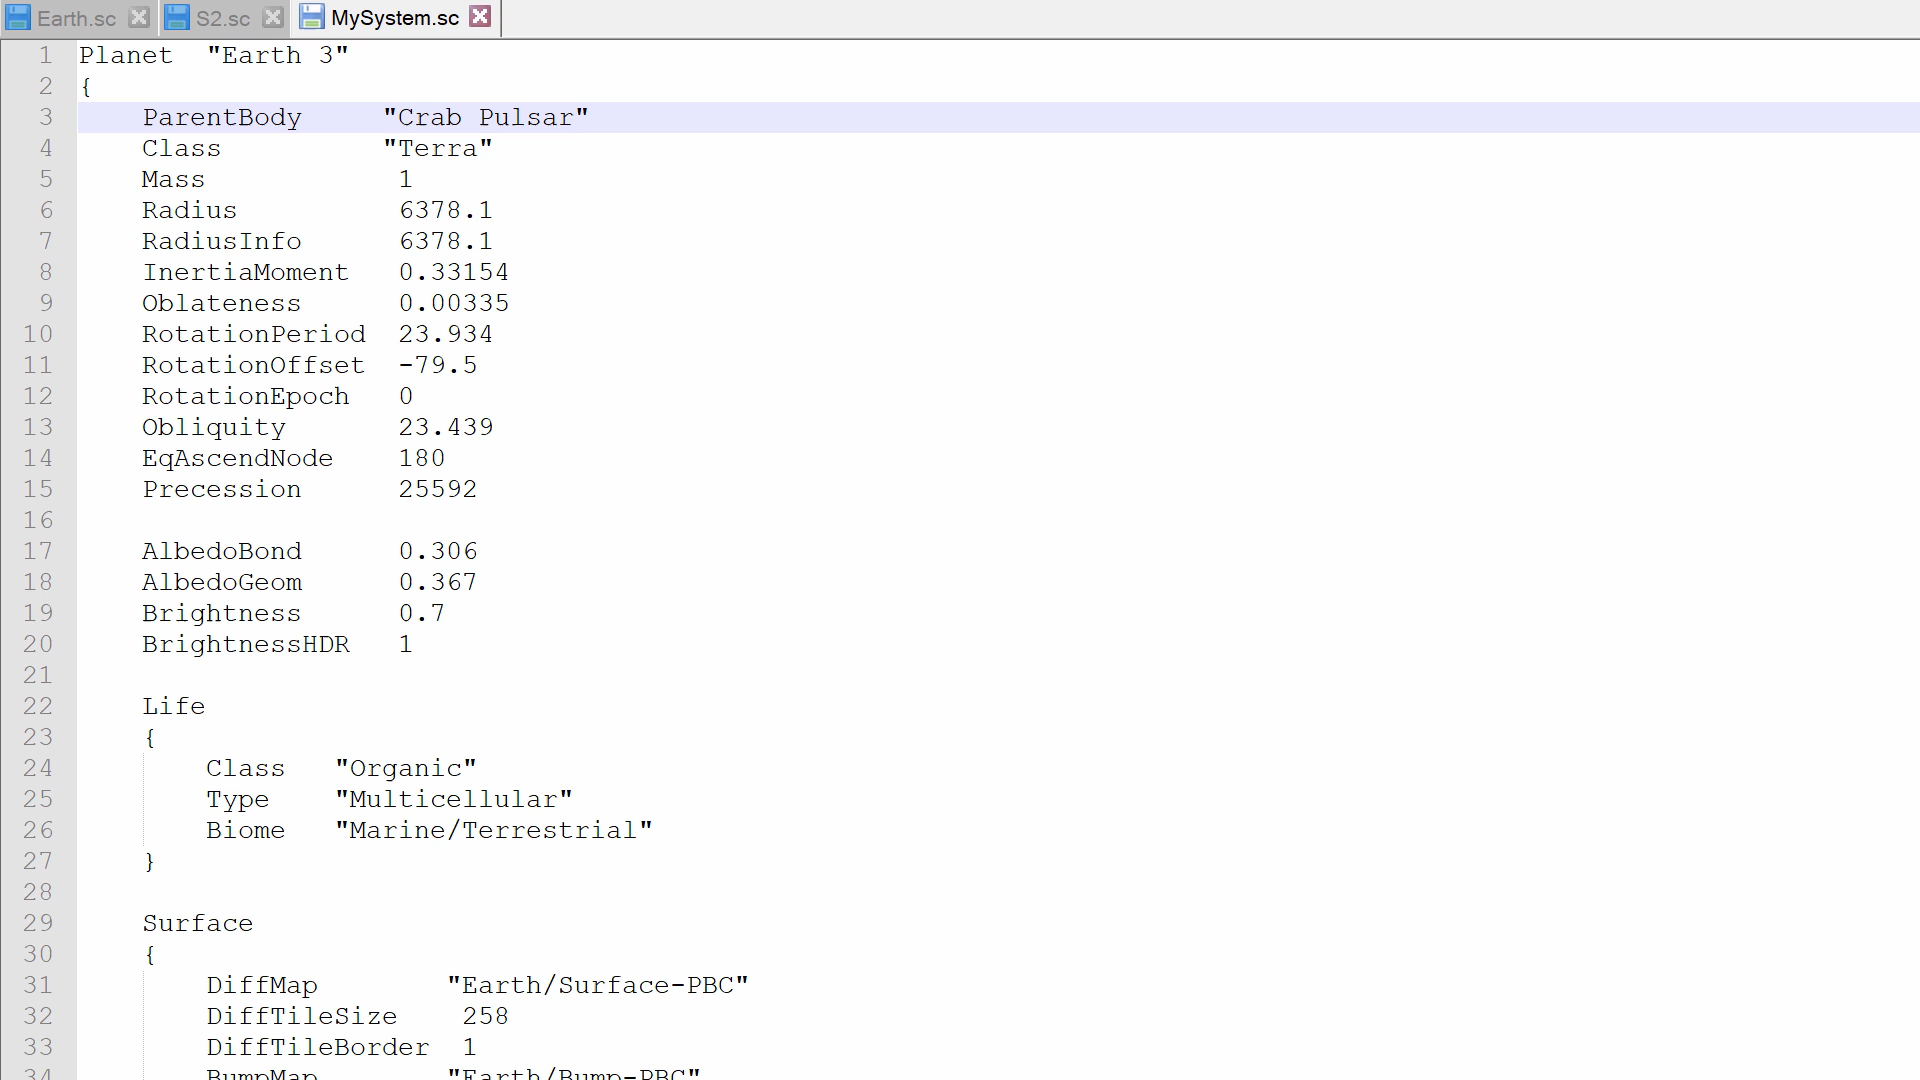 Earth.sc S2.sc MySystem.sc
1 Planet "Earth 3"
2 {
3 ParentBody "Crab Pulsar"
4 Class "Terra"
5 Mass 1
6 Radius 6378.1
7 RadiusInfo 6378.1
8 InertiaMoment 0.33154
9 Oblateness 0.00335
10 RotationPeriod 23.934
11 RotationOffset -79.5
12 RotationEpoch 0
13 Obliquity 23.439
14 EqAscendNode 180
15 Precession 25592
16
17 AlbedoBond 0.306
18 AlbedoGeom 0.367
19 Brightness 0.7
20 BrightnessHDR 1
21
22 Life
23 {
24 Class "Organic"
25 Type "Multicellular"
26 Biome "Marine/Terrestrial"
27 }
28
29 Surface
30 {
31 DiffMap "Earth/Surface-PBC"
32 DiffTileSize 258
33 DiffTileBorder 1
34 BumpMap "Earth/Bump-PBC"